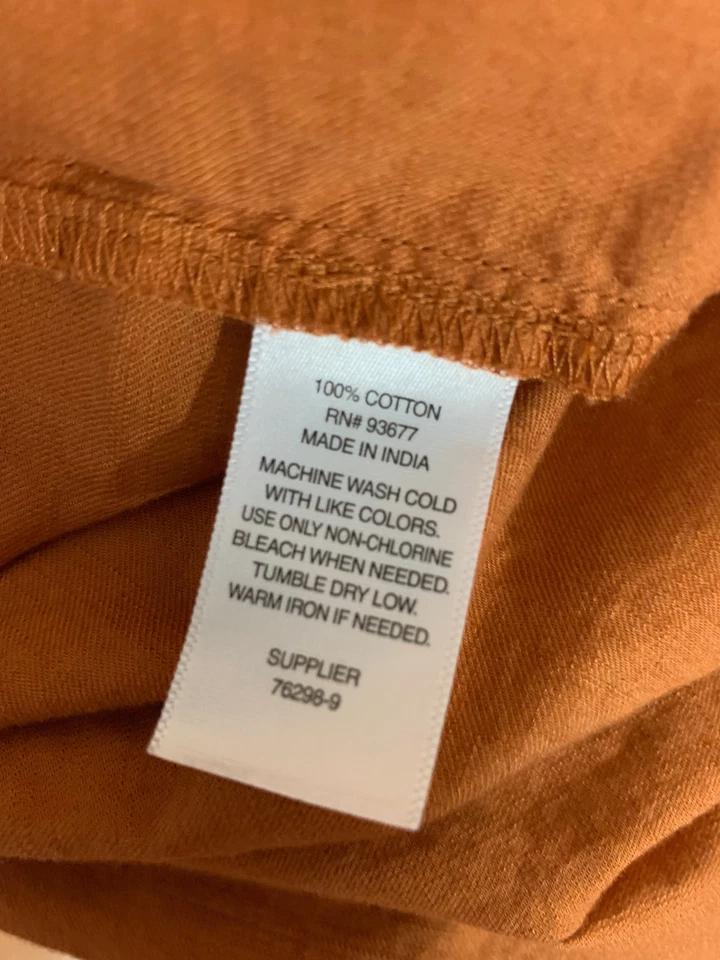 100% COTTON
RN# 93677
MADE IN INDIA
MACHINE WASH COLD
WITH LIKE COLORS.
USE ONLY NON-CHLORINE
BLEACH WHEN NEEDED.
TUMBLE DRY LOW.
WARM IRON IF NEEDED.
SUPPLIER
76298-9